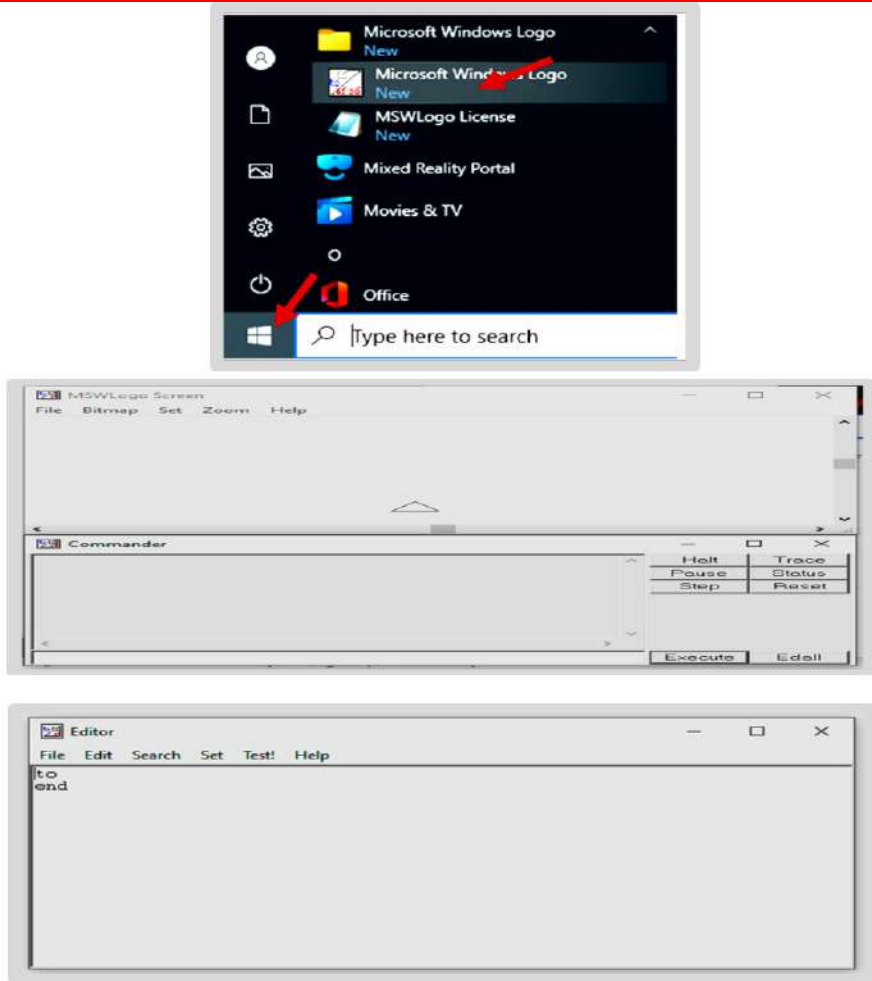 Microsoft Windows Logo
New
Microsoft Windows Logo
New
MSWLogo License
New
Mixed Reality Portal
Movies & TV
O
Office
Type here to search
MSWLogo Screen
File Bitmap Set Zoom Help
Commander
Halt Trace
Pause Status
Step Reset
Execute Edall
Editor
File Edit Search Set Test! Help
to
end